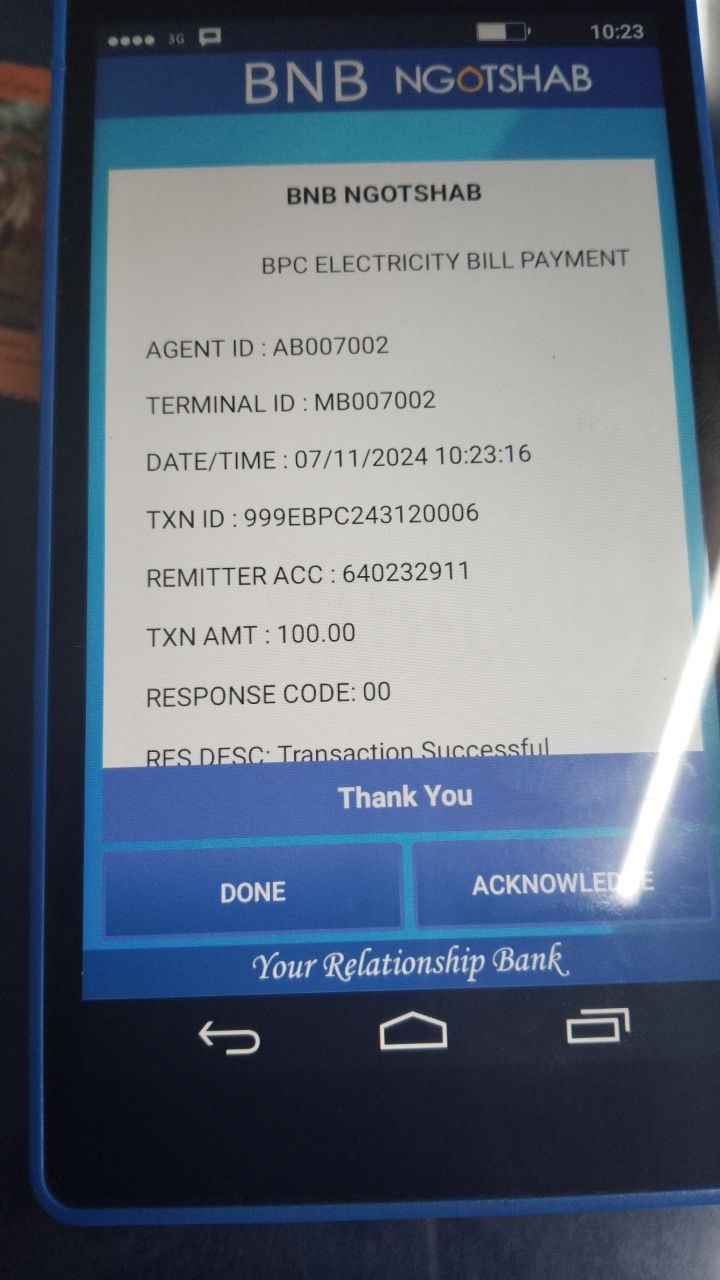 3G 10:23
BNB NGOTSHAB
BNB NGOTSHAB
BPC ELECTRICITY BILL PAYMENT
AGENT ID : AB007002
TERMINAL ID : MB007002
DATE/TIME : 07/11/2024 10:23:16
TXN ID : 999EBPC243120006
REMITTER ACC : 640232911
TXN AMT : 100.00
RESPONSE CODE: 00
RES DESC: Transaction Successful
Thank You
DONE ACKNOWLEDGE
Your Relationship Bank